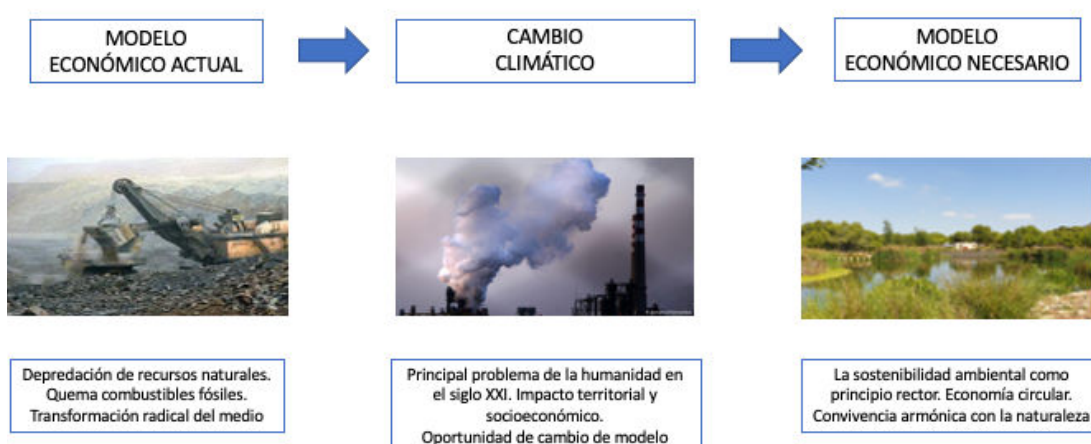 MODELO
ECONÓMICO ACTUAL
CAMBIO
CLIMÁTICO
MODELO
ECONÓMICO NECESARIO
Depredación de recursos naturales.
Quema combustibles fósiles.
Transformación radical del medio
Principal problema de la humanidad en
el siglo XXI. Impacto territorial y
socioeconómico.
Oportunidad de cambio de modelo
La sostenibilidad ambiental como
principio rector. Economía circular.
Convivencia armónica con la naturaleza